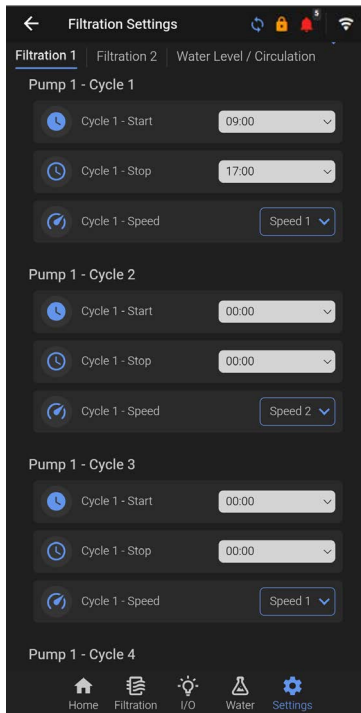 Filtration Settings
5
Filtration 1
Filtration 2
Water Level / Circulation
Pump 1 - Cycle 1
Cycle 1 - Start
09:00
Cycle 1 - Stop
17:00
Cycle 1 - Speed
Speed 1
Pump 1 - Cycle 2
Cycle 1 - Start
00:00
Cycle 1 - Stop
00:00
Cycle 1 - Speed
Speed 2
Pump 1 - Cycle 3
Cycle 1 - Start
00:00
Cycle 1 - Stop
00:00
Cycle 1 - Speed
Speed 1
Pump 1 - Cycle 4
Home
Filtration
I/O
Water
Settings